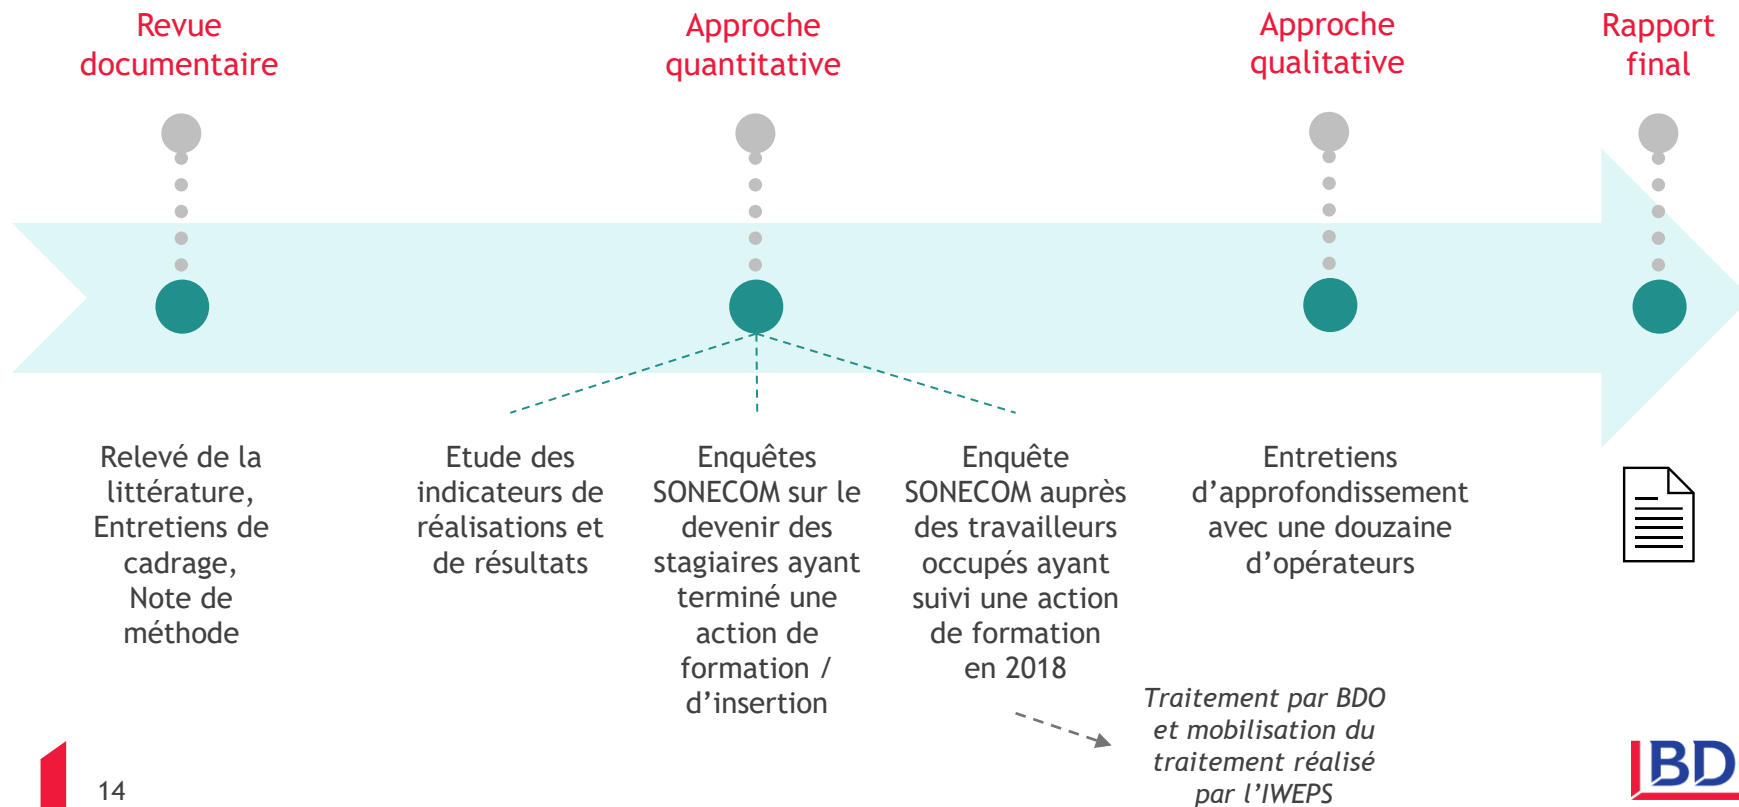 Revue
documentaire
Approche
quantitative
Approche
qualitative
Rapport
final
Relevé de la
littérature,
Entretiens de
cadrage,
Note de
méthode
Etude des
indicateurs de
réalisations et
de résultats
Enquêtes
SONECOM sur le
devenir des
stagiaires ayant
terminé une
action de
formation /
d’insertion
Enquête
SONECOM auprès
des travailleurs
occupés ayant
suivi une action
de formation
en 2018
Entretiens
d’approfondissement
avec une douzaine
d’opérateurs
Traitement par BDO
et mobilisation du
traitement réalisé
par l’IWEPS
14
BD